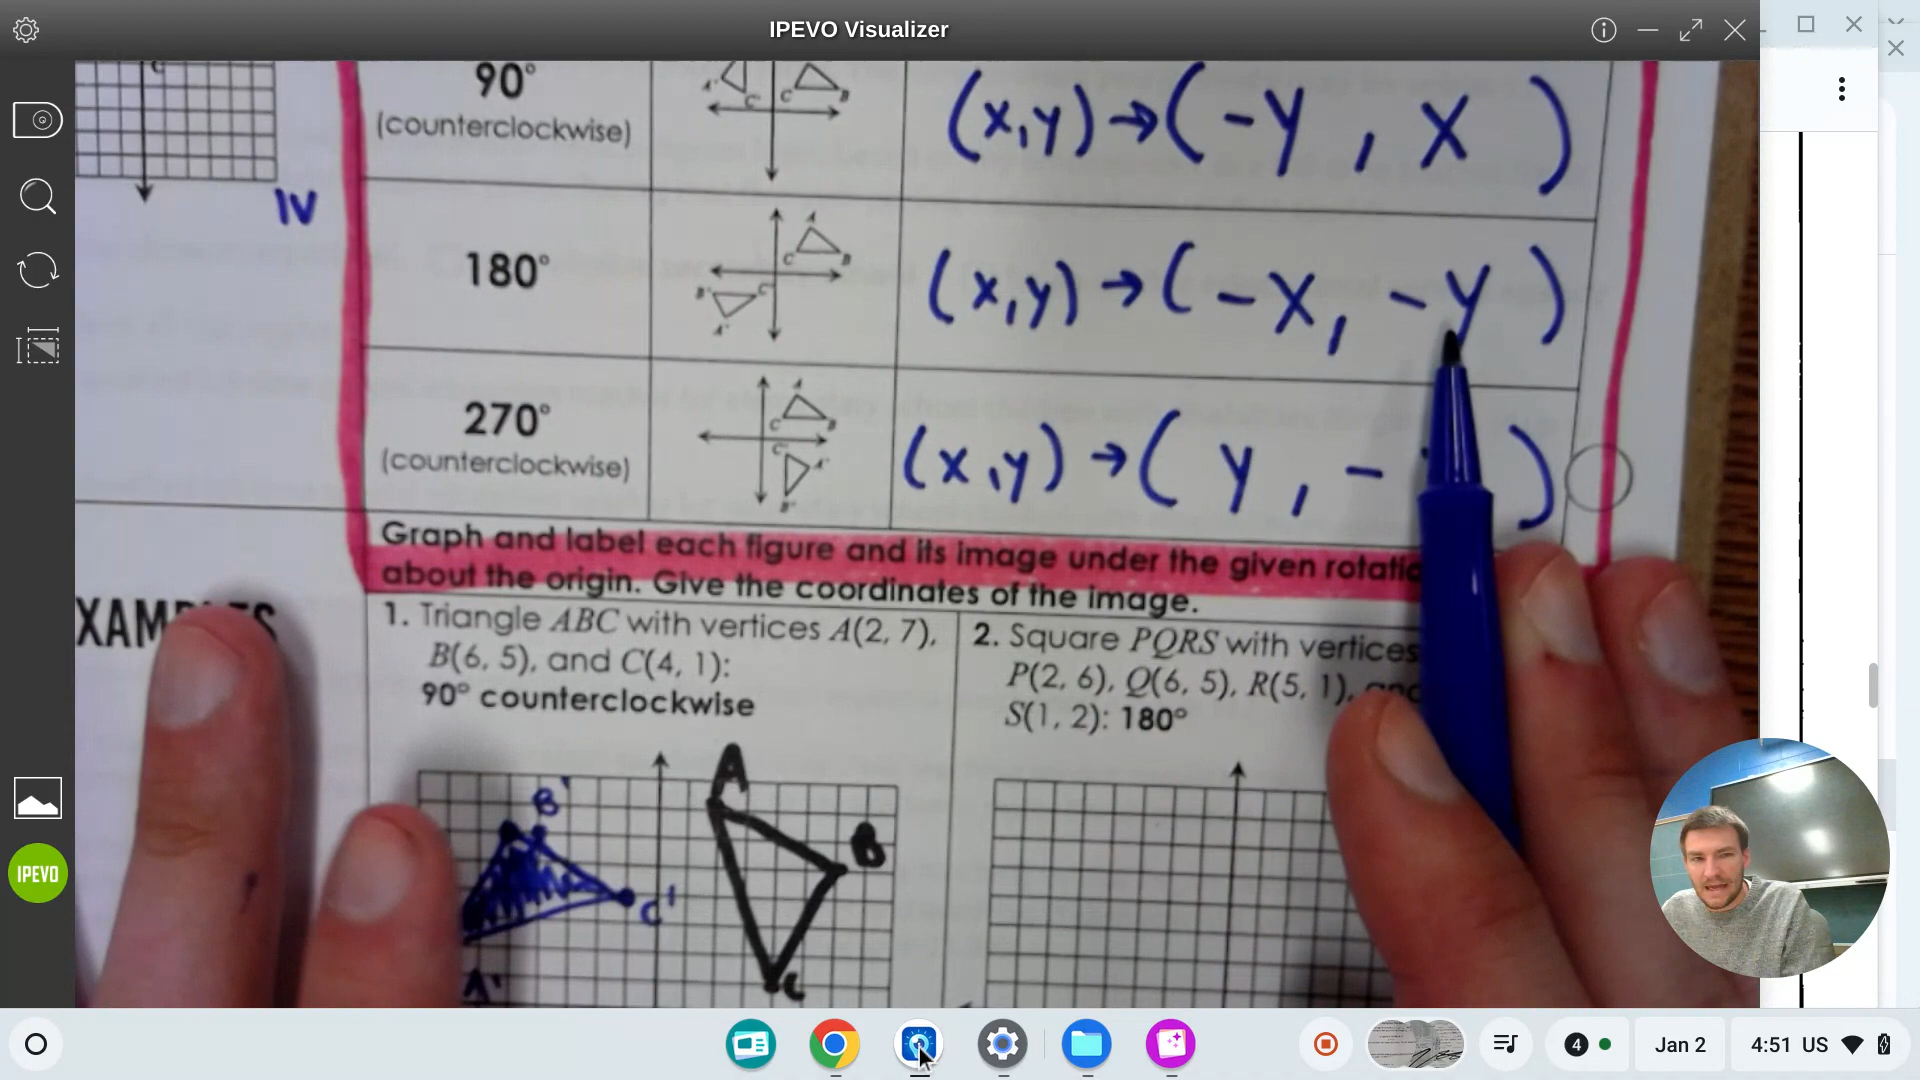 IPEVO Visualizer
90°
(counterclockwise)
(x,y)→(-Y, X)
IV
180°
A
C
B
B'
C'
A'
(x,y)→(-X, -Y)
270°
(counterclockwise)
A
C
B
C'
A'
B'
(x,y)→(Y, -
Graph and label each figure and its image under the given
about the origin. Give the coordinates of the image.
1. Triangle ABC with vertices A(2, 7),
B(6, 5), and C(4, 1):
90° counterclockwise
2. Square PQRS with vertices
P(2, 6), Q(6, 5), R(5, 1), and
S(1, 2): 180°
A
B'
B
C'
C
A'
IPEVO
4
Jan 2
4:51 US